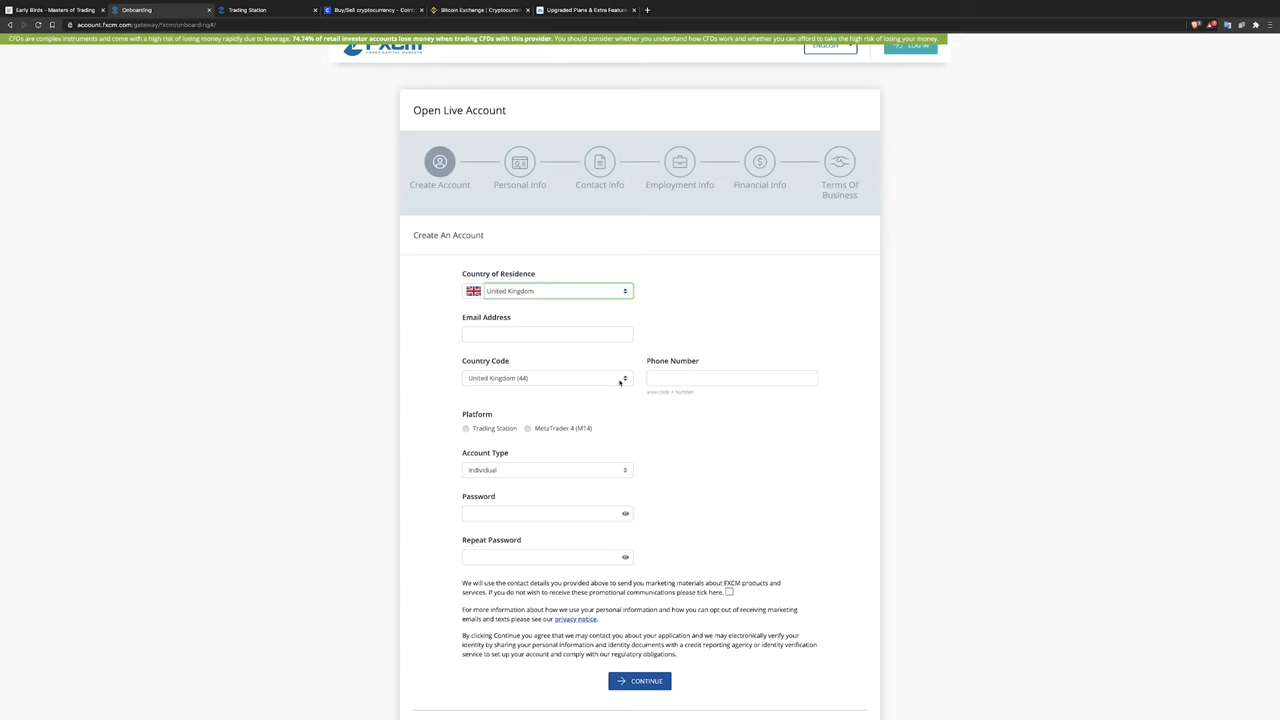 Early Birds - Masters of Trading
Onboarding
Trading Station
Buy/Sell cryptocurrency - Coinb
Bitcoin Exchange | Cryptocurre
Upgraded Plans & Extra Feature
account.fxcm.com/gateway/fxcm/onboarding#/
CFDs are complex instruments and come with a high risk of losing money rapidly due to leverage. 74.74% of retail investor accounts lose money when trading CFDs with this provider. You should consider whether you understand how CFDs work and whether you can afford to take the high risk of losing your money.
FXCM
FOREX CAPITAL MARKETS
ENGLISH
LOG IN
Open Live Account
Create Account
Personal Info
Contact Info
Employment Info
Financial Info
Terms Of
Business
Create An Account
Country of Residence
United Kingdom
Email Address
Country Code
Phone Number
United Kingdom (44)
area code + number
Platform
Trading Station
MetaTrader 4 (MT4)
Account Type
Individual
Password
Repeat Password
We will use the contact details you provided above to send you marketing materials about FXCM products and
services. If you do not wish to receive these promotional communications please tick here.
For more information about how we use your personal information and how you can opt out of receiving marketing
emails and texts please see our privacy notice.
By clicking Continue you agree that we may contact you about your application and we may electronically verify your
identity by sharing your personal information and identity documents with a credit reporting agency or identity verification
service to set up your account and comply with our regulatory obligations.
CONTINUE